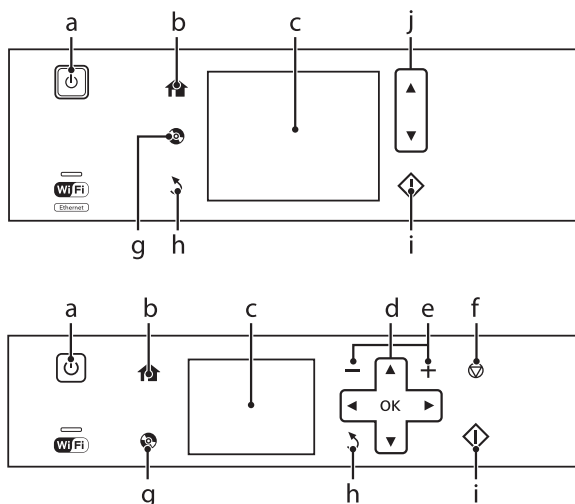 a b c j
WiFi
Ethernet
g h i
a b c d e f
− +
OK
WiFi
g h i